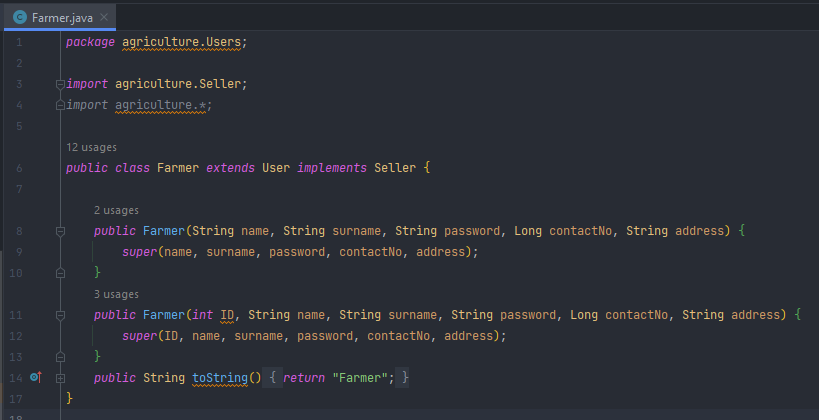 Farmer.java
1 package agriculture.Users;
2
3 import agriculture.Seller;
4 import agriculture.*;
5
12 usages
6 public class Farmer extends User implements Seller {
7
2 usages
8 public Farmer(String name, String surname, String password, Long contactNo, String address) {
9 super(name, surname, password, contactNo, address);
10 }
3 usages
11 public Farmer(int ID, String name, String surname, String password, Long contactNo, String address) {
12 super(ID, name, surname, password, contactNo, address);
13 }
14 public String toString() { return "Farmer"; }
17 }
18